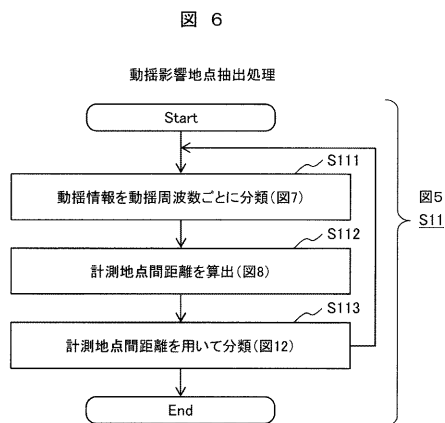 図 6
動揺影響地点抽出処理
Start
S111
動揺情報を動揺周波数ごとに分類(図7)
S112
計測地点間距離を算出(図8)
S113
計測地点間距離を用いて分類(図12)
End
図5
S11